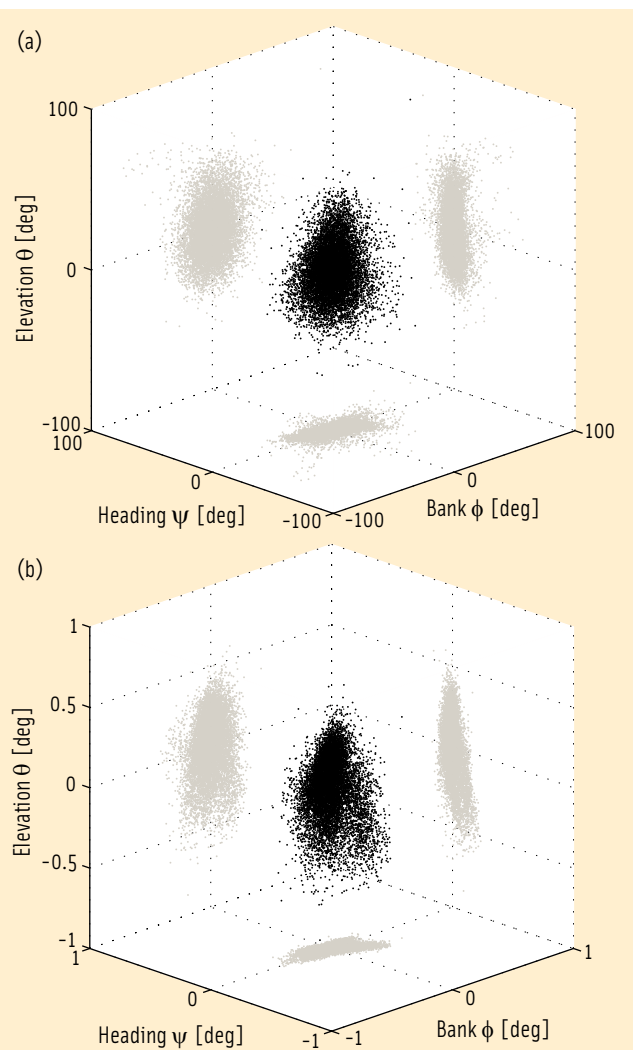 (a)
100
Elevation θ [deg]
0
-100
100
0
Heading ψ [deg]
-100
-100
Bank ϕ [deg]
0
100
(b)
1
0.5
Elevation θ [deg]
0
-0.5
-1
1
0
Heading ψ [deg]
-1
-1
Bank ϕ [deg]
0
1